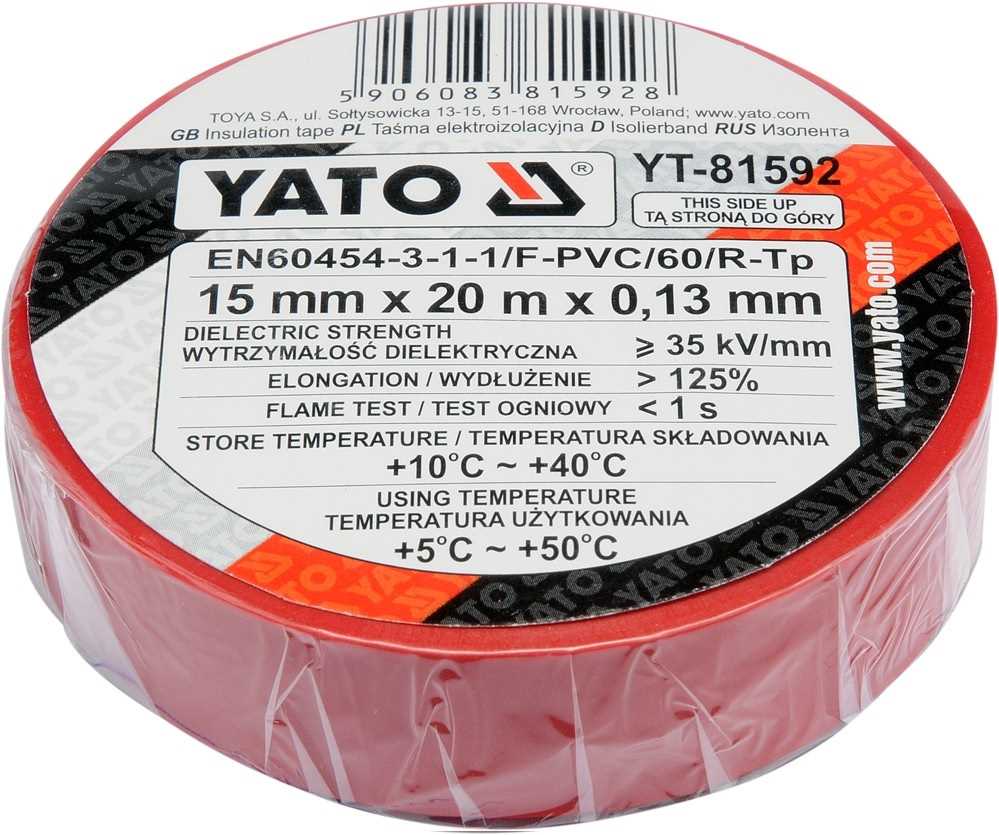 5906083 815928
TOYA S.A., ul. Sołtysowicka 13-15, 51-168 Wrocław, Poland; www.yato.com
GB Insulation tape PL Taśma elektroizolacyjna D Isolierband RUS Изолента
YATO ®
YT-81592
THIS SIDE UP
TĄ STRONĄ DO GÓRY
EN60454-3-1-1/F-PVC/60/R-Tp
15 mm x 20 m x 0,13 mm
DIELECTRIC STRENGTH
WYTRZYMAŁOŚĆ DIELEKTRYCZNA ⩾ 35 kV/mm
ELONGATION / WYDŁUŻENIE > 125%
FLAME TEST / TEST OGNIOWY < 1 s
STORE TEMPERATURE / TEMPERATURA SKŁADOWANIA
+10°C ~ +40°C
USING TEMPERATURE
TEMPERATURA UŻYTKOWANIA
+5°C ~ +50°C
www.yato.com